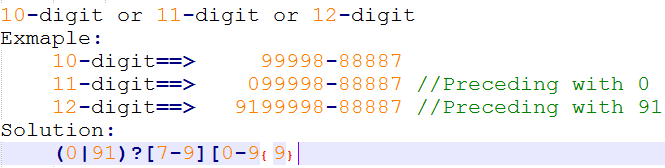 10-digit or 11-digit or 12-digit
Exmaple:
10-digit==> 99998-88887
11-digit==> 099998-88887 //Preceding with 0
12-digit==> 9199998-88887 //Preceding with 91
Solution:
(0|91)?[7-9][0-9{9}